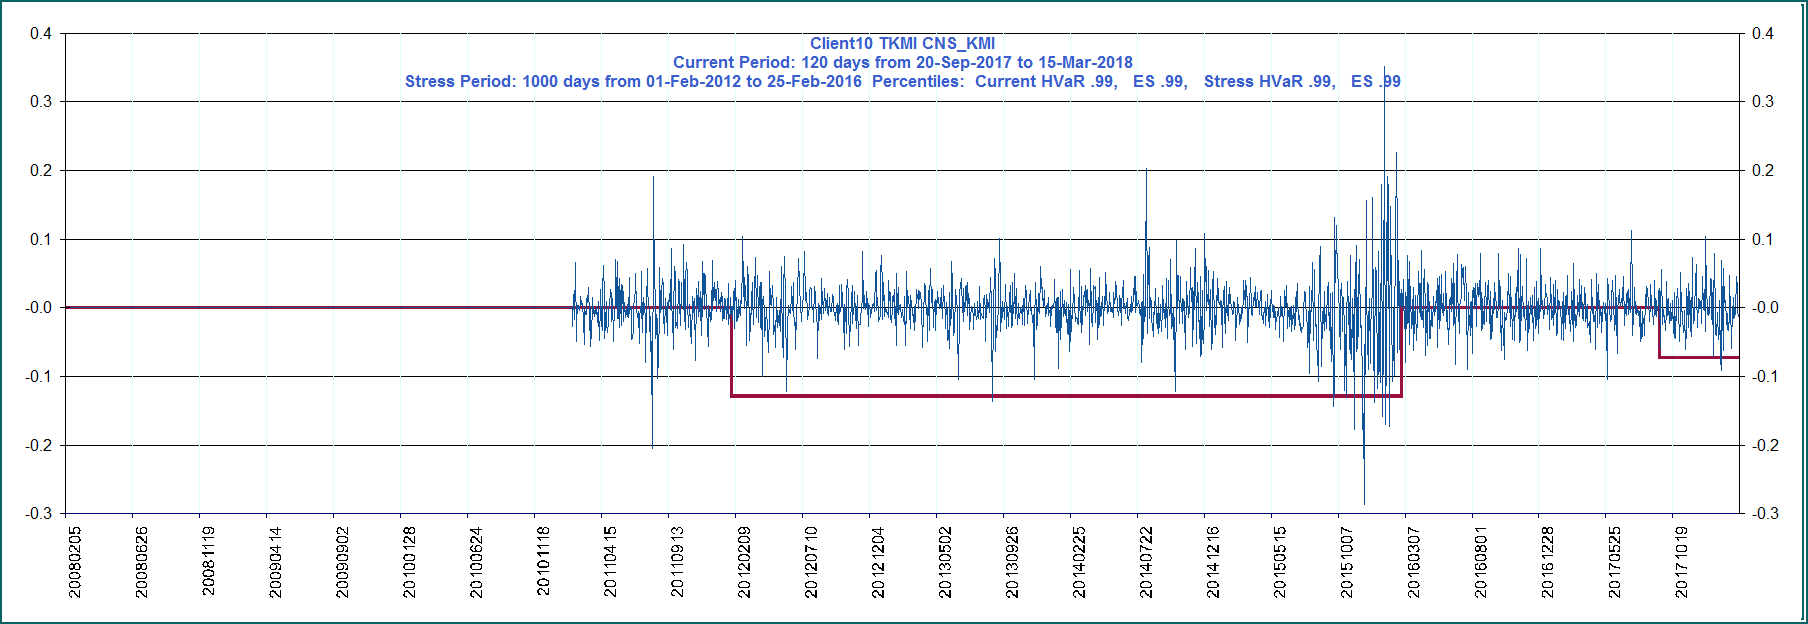 Client10 TKMI CNS_KMI
Current Period: 120 days from 20-Sep-2017 to 15-Mar-2018
Stress Period: 1000 days from 01-Feb-2012 to 25-Feb-2016  Percentiles:  Current HVaR .99,   ES .99,   Stress HVaR .99,   ES .99
0.4 0.4
0.3 0.3
0.2 0.2
0.1 0.1
-0.0 -0.0
-0.1 -0.1
-0.2 -0.2
-0.3 -0.3
20080205 20080626 20081119 20090414 20090902 20100128 20100624 20101118 20110415 20110913 20120209 20120710 20121204 20130502 20130926 20140225 20140722 20141216 20150515 20151007 20160307 20160801 20161228 20170525 20171019